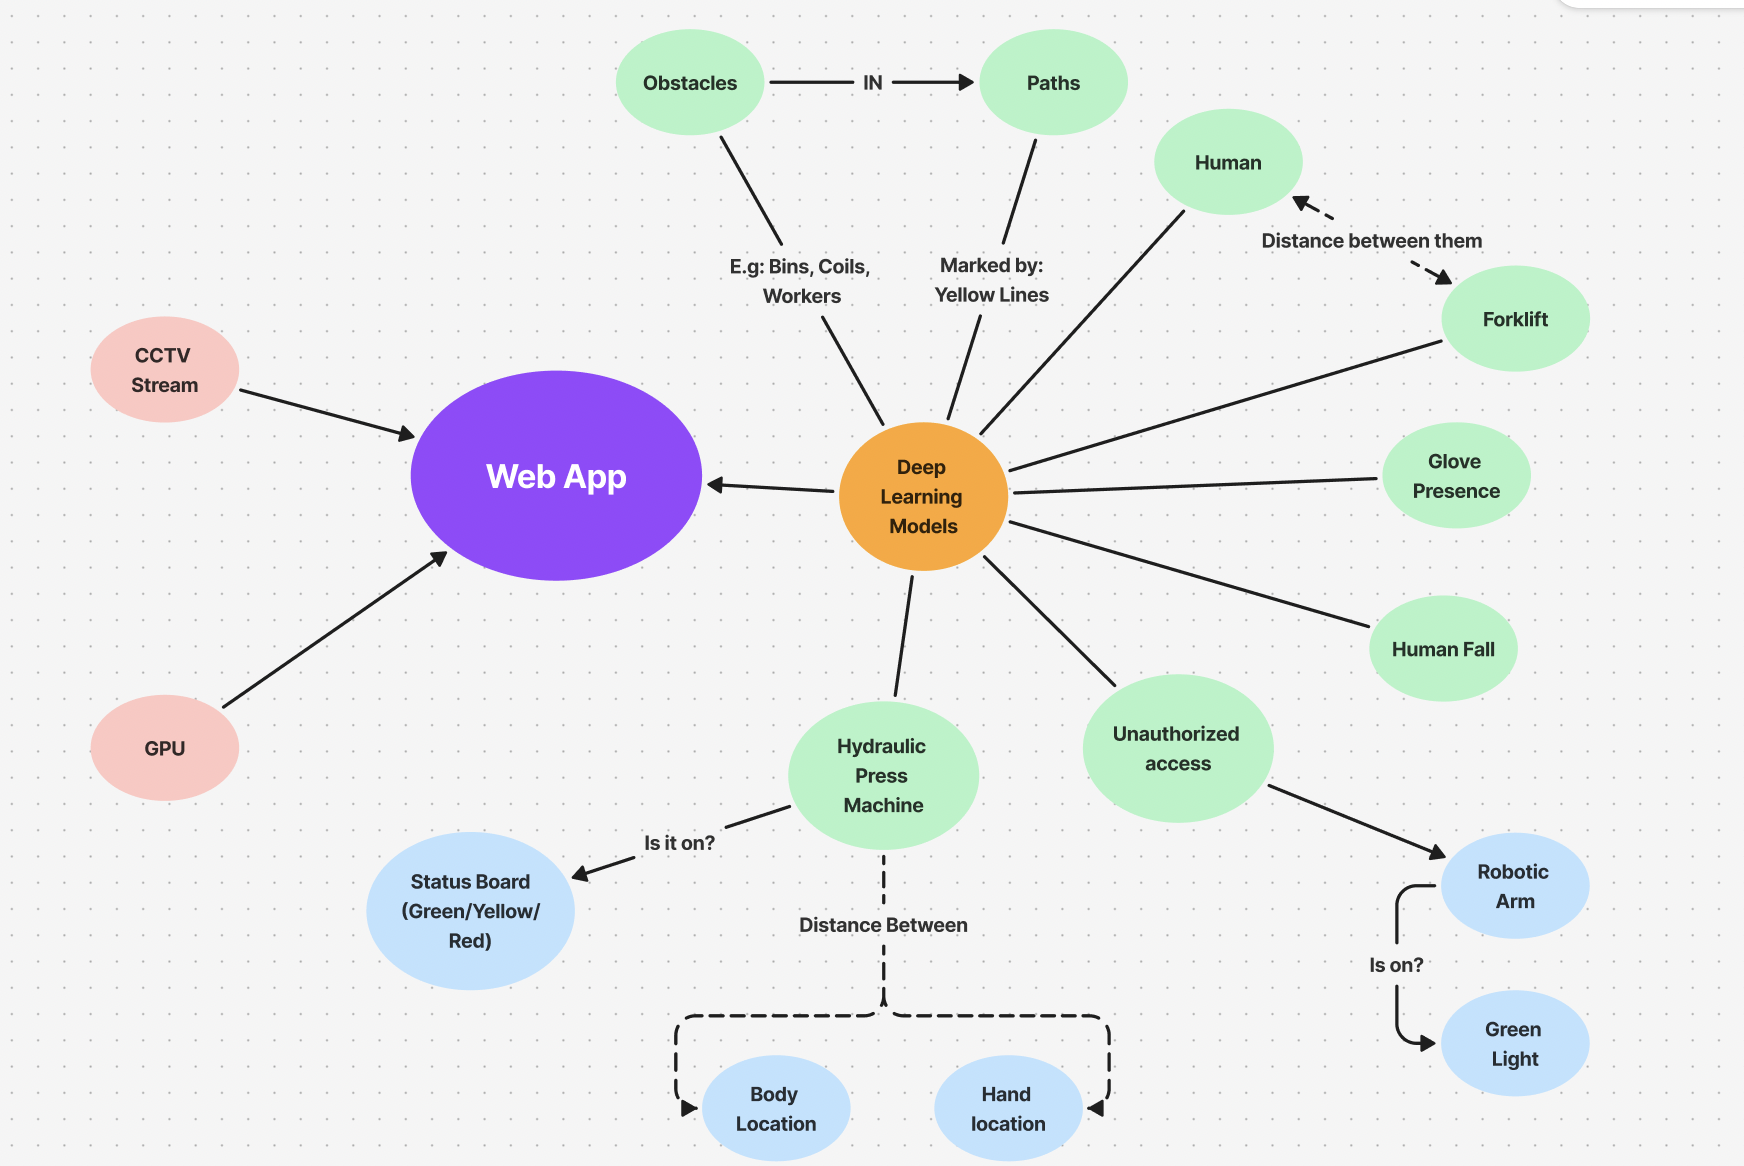 Obstacles
IN
Paths
Human
Distance between them
Forklift
E.g: Bins, Coils,
Workers
Marked by:
Yellow Lines
CCTV
Stream
Web App
Deep
Learning
Models
Glove
Presence
Human Fall
GPU
Hydraulic
Press
Machine
Unauthorized
access
Is it on?
Status Board
(Green/Yellow/
Red)
Distance Between
Robotic
Arm
Is on?
Green
Light
Body
Location
Hand
location